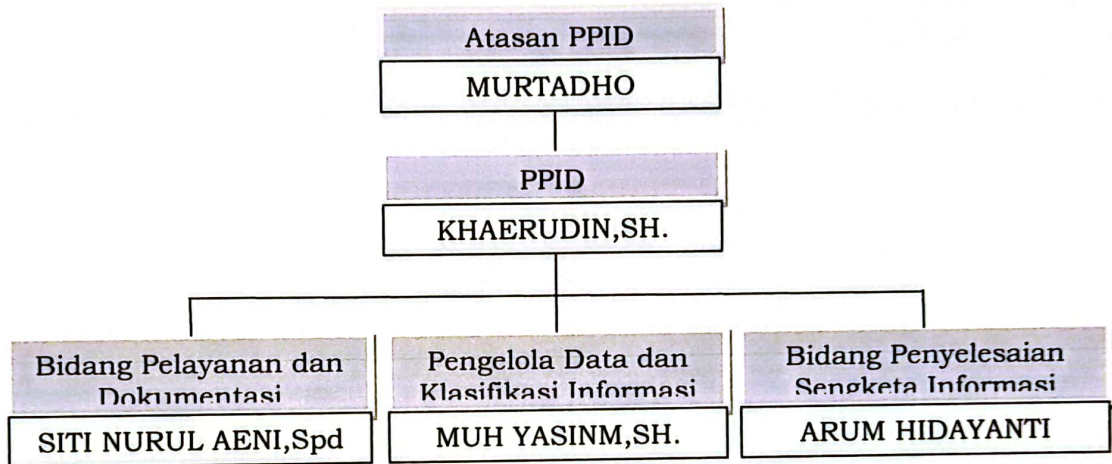 Atasan PPID
MURTADHO
PPID
KHAERUDIN,SH.
Bidang Pelayanan dan
Dokumentasi
SITI NURUL AENI,Spd
Pengelola Data dan
Klasifikasi Informasi
MUH YASINM,SH.
Bidang Penyelesaian
Sengketa Informasi
ARUM HIDAYANTI